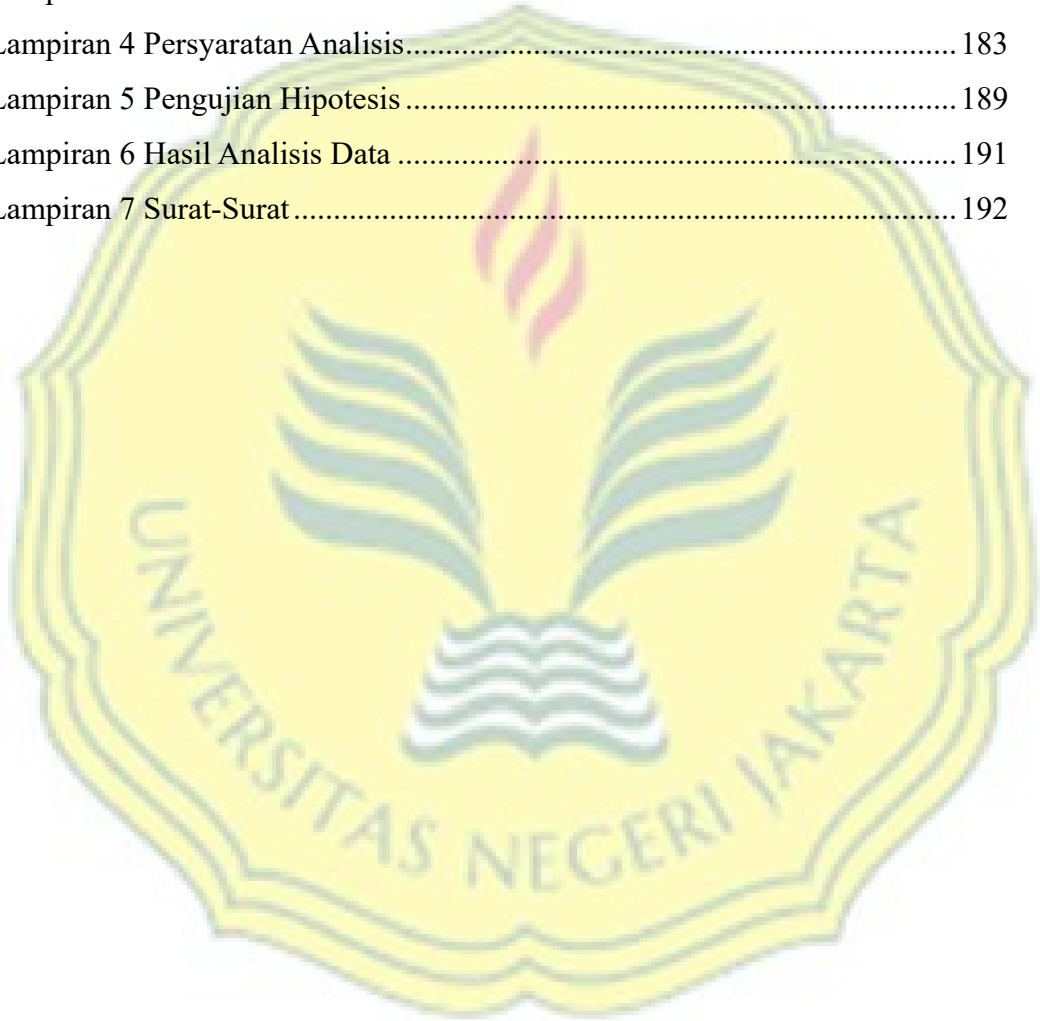 Lampiran 4 Persyaratan Analisis.......................................................................183
Lampiran 5 Pengujian Hipotesis.......................................................................189
Lampiran 6 Hasil Analisis Data.......................................................................191
Lampiran 7 Surat-Surat.......................................................................192
UNIVERSITAS NEGERI JAKARTA